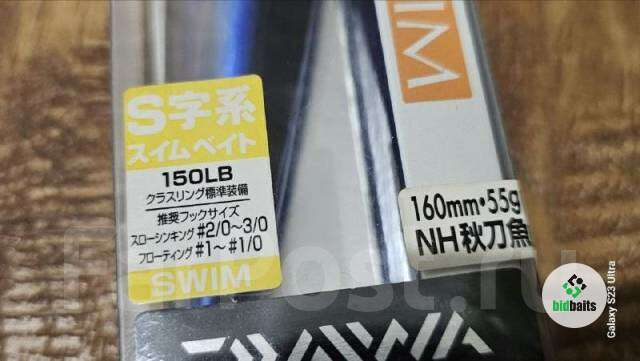 S字系
スイムベイト
150LB
クラスリング標準装備
推奨フックサイズ
スローシンキング #2/0～3/0
フローティング #1～#1/0
SWIM
IM
160mm・55g
NH秋刀魚
DAIWA
bidbaits
Galaxy S23 Ultra